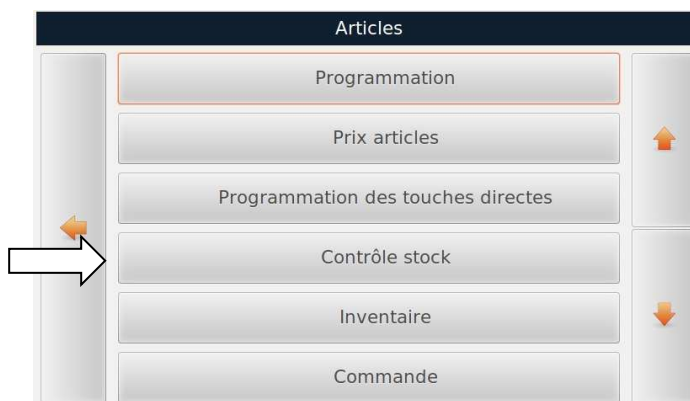 Articles
Programmation
Prix articles
Programmation des touches directes
Contrôle stock
Inventaire
Commande